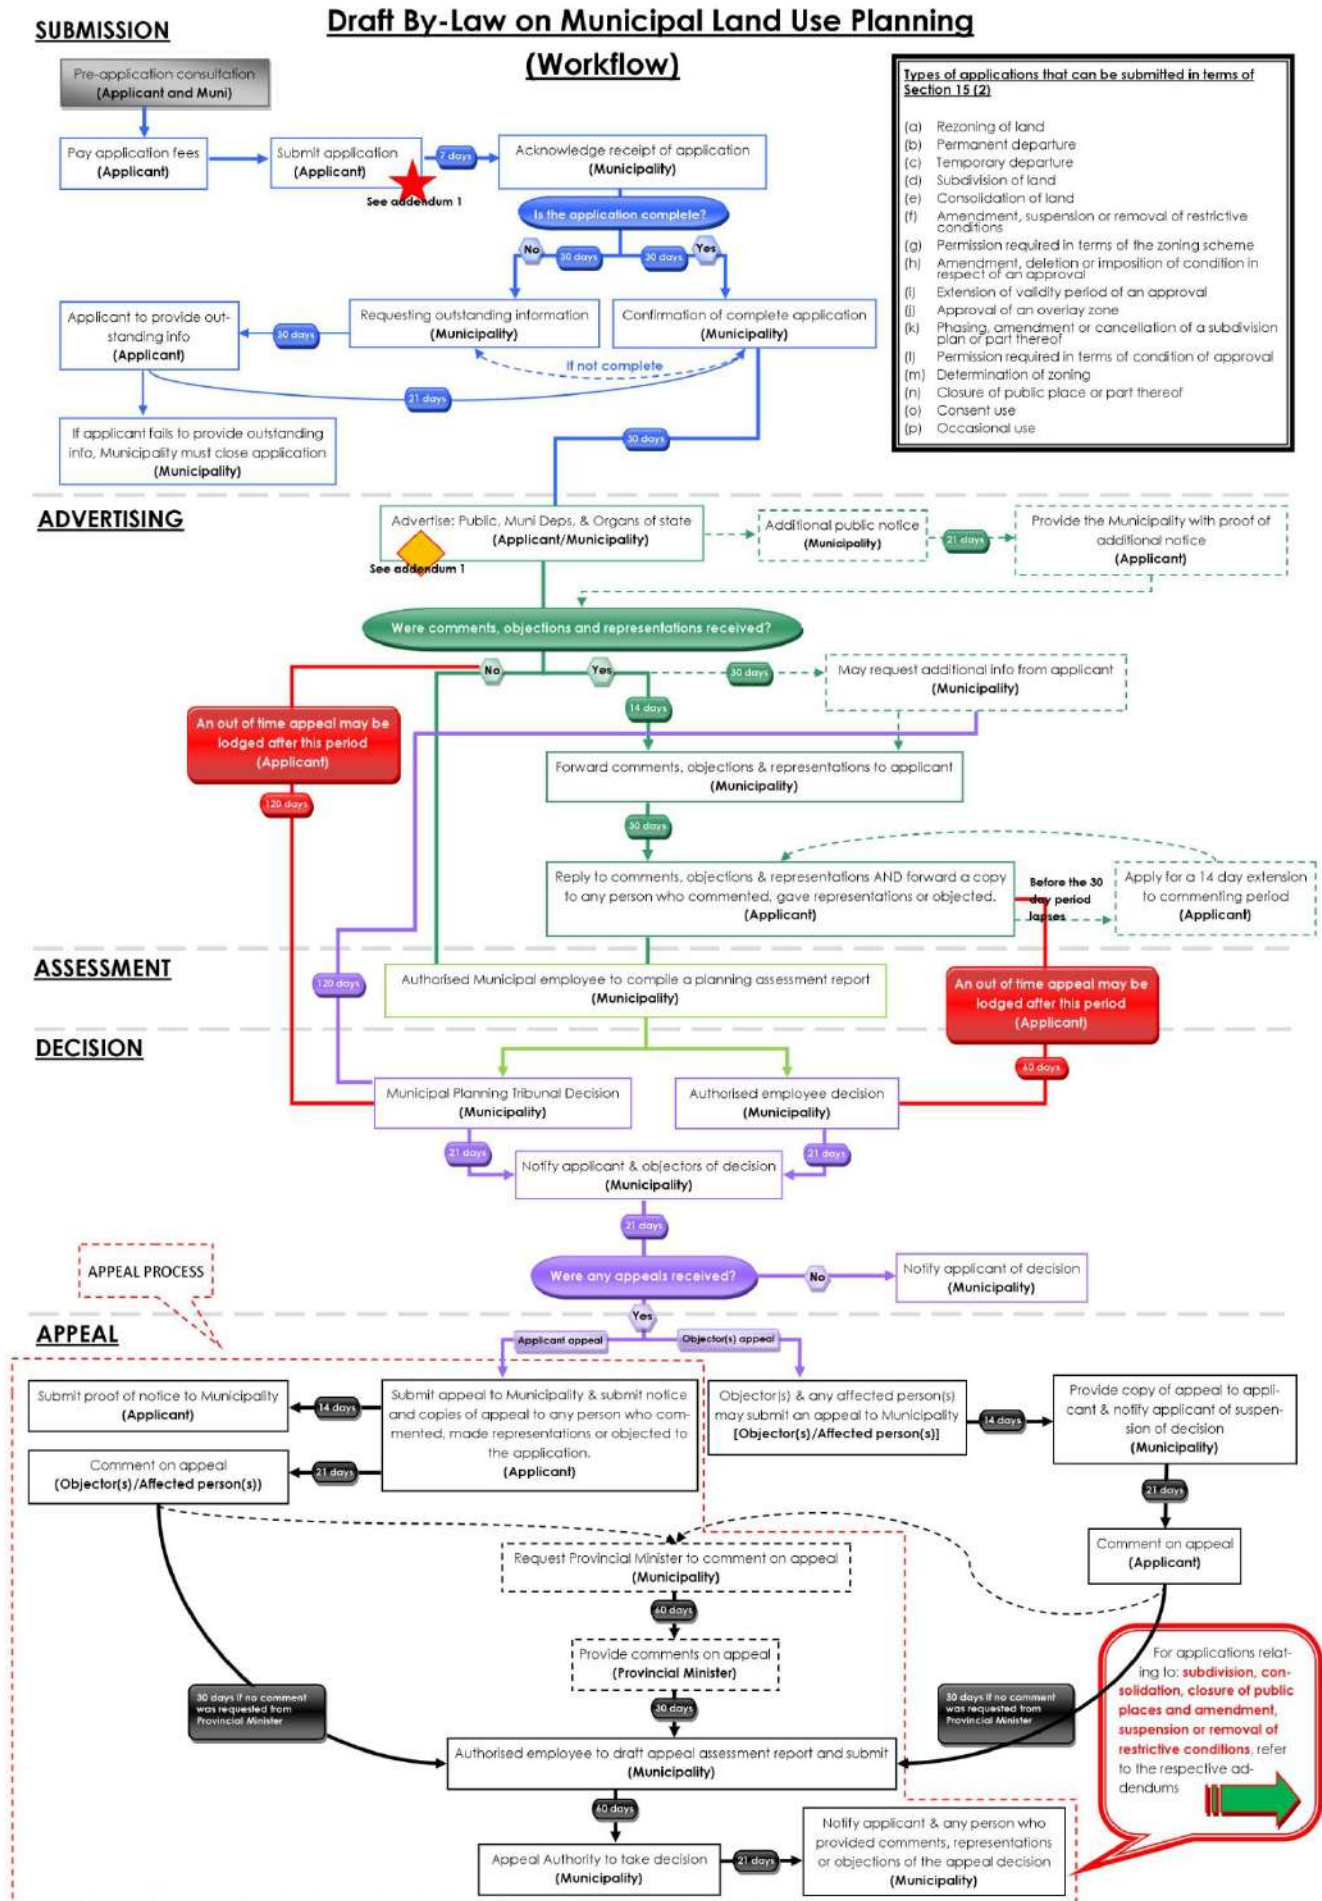 Draft By-Law on Municipal Land Use Planning
(Workflow)
SUBMISSION
Pre-application consultation
(Applicant and Muni)
Pay application fees
(Applicant)
Submit application
(Applicant)
See addendum 1
7 days
Acknowledge receipt of application
(Municipality)
Is the application complete?
No
30 days
30 days
Yes
Applicant to provide out-
standing info
(Applicant)
30 days
Requesting outstanding information
(Municipality)
Confirmation of complete application
(Municipality)
If not complete
21 days
If applicant fails to provide outstanding
info, Municipality must close application
(Municipality)
30 days
Types of applications that can be submitted in terms of
Section 15 (2)
(a) Rezoning of land
(b) Permanent departure
(c) Temporary departure
(d) Subdivision of land
(e) Consolidation of land
(f) Amendment, suspension or removal of restrictive
conditions
(g) Permission required in terms of the zoning scheme
(h) Amendment, deletion or imposition of condition in
respect of an approval
(i) Extension of validity period of an approval
(j) Approval of an overlay zone
(k) Phasing, amendment or cancellation of a subdivision
plan or part thereof
(l) Permission required in terms of condition of approval
(m) Determination of zoning
(n) Closure of public place or part thereof
(o) Consent use
(p) Occasional use
ADVERTISING
Advertise: Public, Muni Deps, & Organs of state
(Applicant/Municipality)
See addendum 1
Additional public notice
(Municipality)
21 days
Provide the Municipality with proof of
additional notice
(Applicant)
Were comments, objections and representations received?
No
Yes
30 days
May request additional info from applicant
(Municipality)
14 days
An out of time appeal may be
lodged after this period
(Applicant)
120 days
Forward comments, objections & representations to applicant
(Municipality)
30 days
Reply to comments, objections & representations AND forward a copy
to any person who commented, gave representations or objected.
(Applicant)
Before the 30
day period
lapses
Apply for a 14 day extension
to commenting period
(Applicant)
ASSESSMENT
120 days
Authorised Municipal employee to compile a planning assessment report
(Municipality)
An out of time appeal may be
lodged after this period
(Applicant)
60 days
DECISION
Municipal Planning Tribunal Decision
(Municipality)
Authorised employee decision
(Municipality)
21 days
21 days
Notify applicant & objectors of decision
(Municipality)
21 days
Were any appeals received?
No
Notify applicant of decision
(Municipality)
Yes
APPEAL PROCESS
APPEAL
Applicant appeal
Objector(s) appeal
Submit proof of notice to Municipality
(Applicant)
14 days
Submit appeal to Municipality & submit notice
and copies of appeal to any person who com-
mented, made representations or objected to
the application.
(Applicant)
Comment on appeal
(Objector(s)/Affected person(s))
21 days
Objector(s) & any affected person(s)
may submit an appeal to Municipality
[Objector(s)/Affected person(s)]
14 days
Provide copy of appeal to appli-
cant & notify applicant of suspen-
sion of decision
(Municipality)
21 days
Comment on appeal
(Applicant)
Request Provincial Minister to comment on appeal
(Municipality)
60 days
Provide comments on appeal
(Provincial Minister)
30 days
30 days if no comment
was requested from
Provincial Minister
30 days if no comment
was requested from
Provincial Minister
Authorised employee to draft appeal assessment report and submit
(Municipality)
60 days
Appeal Authority to take decision
(Municipality)
21 days
Notify applicant & any person who
provided comments, representations
or objections of the appeal decision
(Municipality)
For applications relat-
ing to: subdivision, con-
solidation, closure of public
places and amendment,
suspension or removal of
restrictive conditions, refer
to the respective ad-
dendums